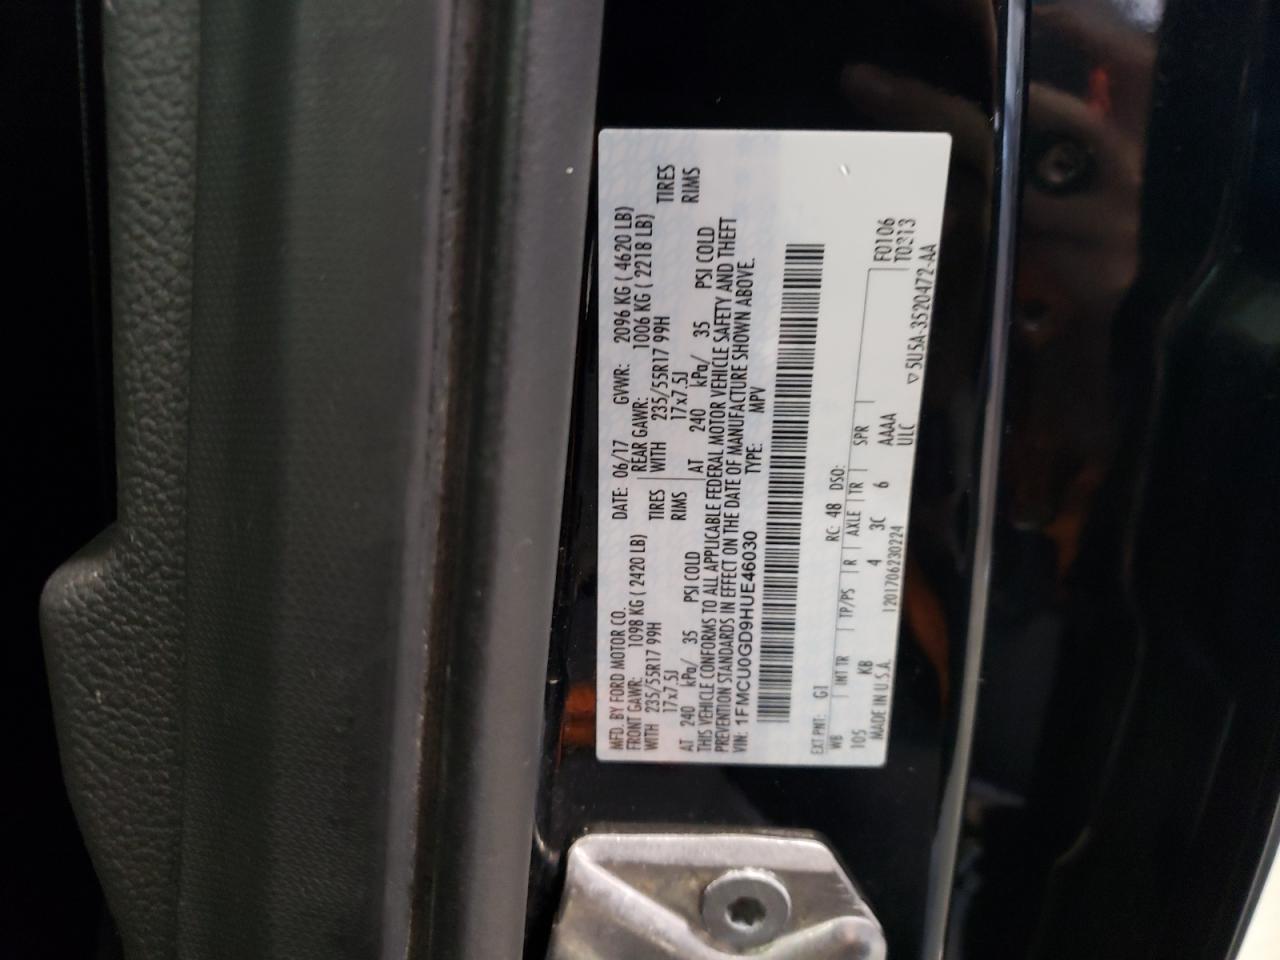 MFD. BY FORD MOTOR CO.
DATE: 06/17 GVWR: 2096 KG ( 4620 LB)
FRONT GAWR: 1098 KG ( 2420 LB) REAR GAWR: 1006 KG ( 2218 LB)
WITH 235/55R17 99H TIRES WITH 235/55R17 99H TIRES
17x7.5J RIMS 17x7.5J RIMS
AT 240 kPa/ 35 PSI COLD AT 240 kPa/ 35 PSI COLD
THIS VEHICLE CONFORMS TO ALL APPLICABLE FEDERAL MOTOR VEHICLE SAFETY AND THEFT
PREVENTION STANDARDS IN EFFECT ON THE DATE OF MANUFACTURE SHOWN ABOVE.
VIN: 1FMCU0GD9HUE46030 TYPE: MPV
EXT PNT: G1 RC: 48 DSO:
WB INT TR TP/PS R AXLE TR SPR
F0106
105 KB 4 3C 6 AAAA
T0213
MADE IN U.S.A. 1201706230224 ULC
▽5U5A-3520472-AA